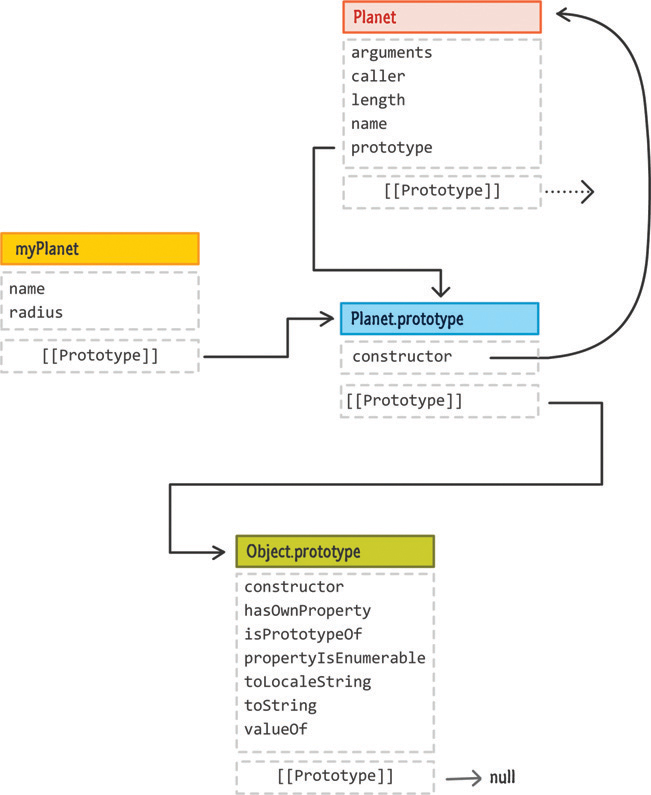 Planet
arguments
caller
length
name
prototype
[[Prototype]]
myPlanet
name
radius
[[Prototype]]
Planet.prototype
constructor
[[Prototype]]
Object.prototype
constructor
hasOwnProperty
isPrototypeOf
propertyIsEnumerable
toLocaleString
toString
valueOf
[[Prototype]]
null